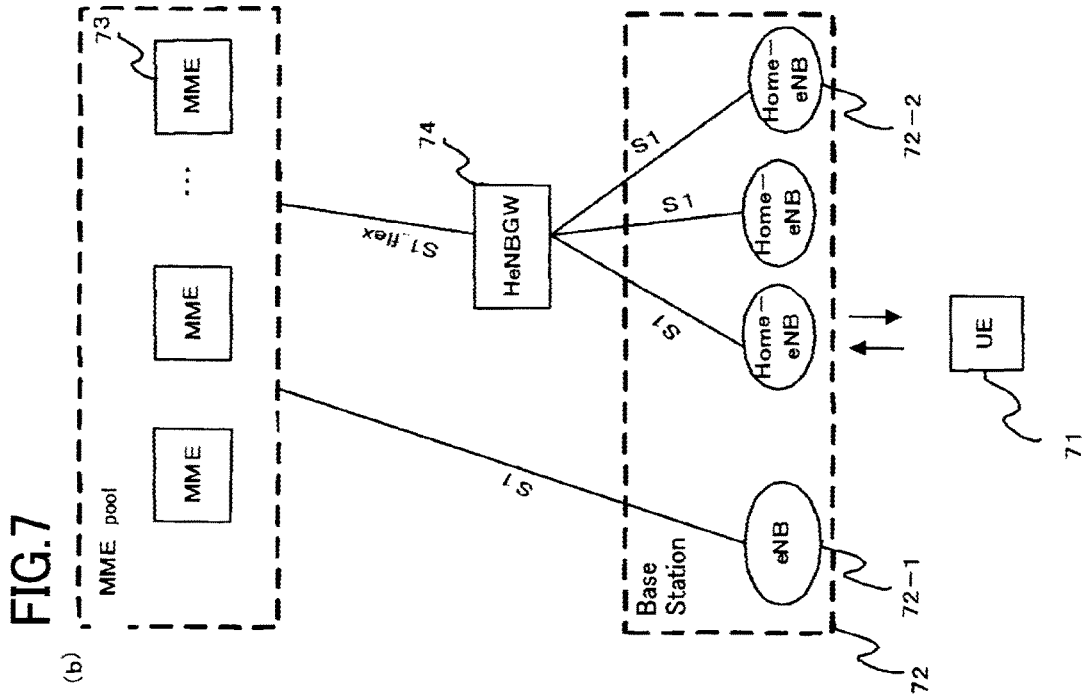 FIG.7
(b)
MME pool
MME
MME
...
MME
73
S1
S1_flex
HeNBGW
74
S1
S1
S1
Base
Station
eNB
Home-
eNB
Home-
eNB
Home-
eNB
72
72-1
72-2
UE
71